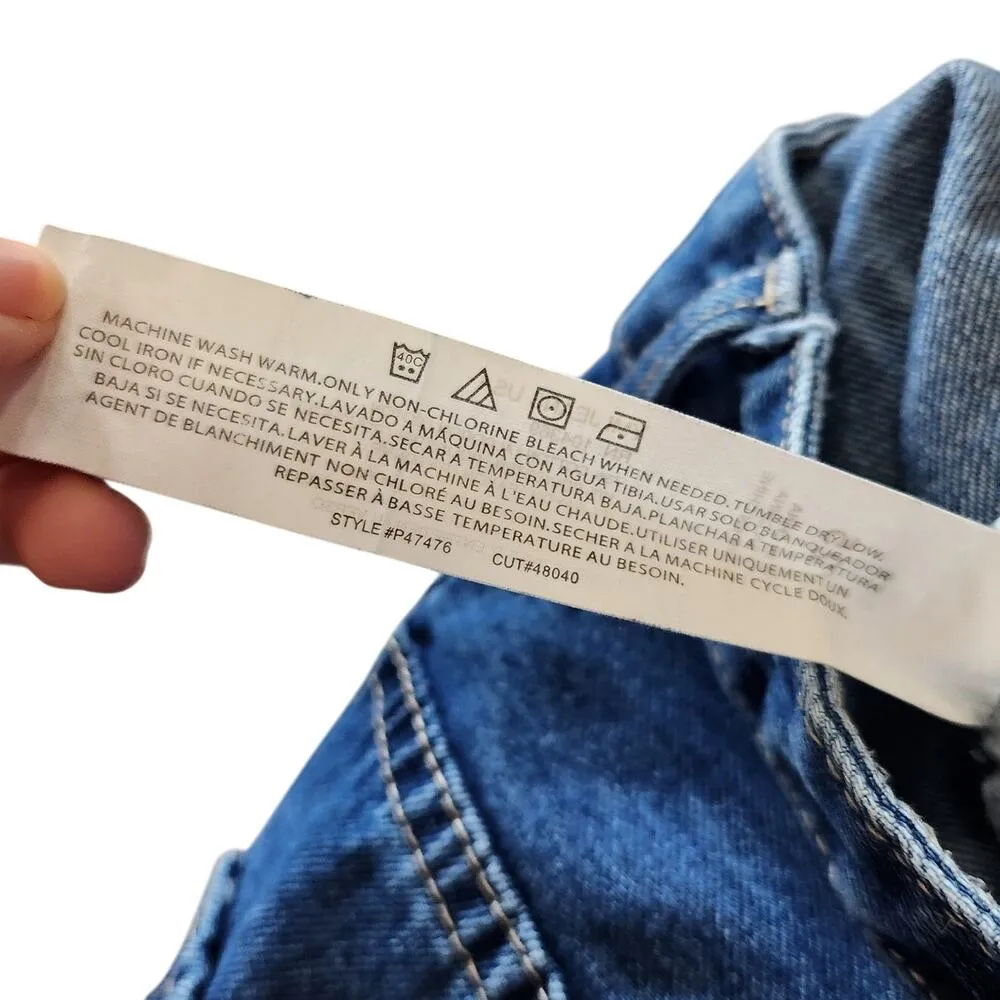 40C
MACHINE WASH WARM.ONLY NON-CHLORINE BLEACH WHEN NEEDED.TUMBLE DRY LOW.
COOL IRON IF NECESSARY.LAVADO A MÁQUINA CON AGUA TIBIA.USAR SOLO BLANQUEADOR
SIN CLORO CUANDO SE NECESITA.SECAR A TEMPERATURA BAJA.PLANCHAR A TEMPERATURA
BAJA SI SE NECESITA.LAVER À LA MACHINE À L'EAU CHAUDE.UTILISER UNIQUEMENT UN
AGENT DE BLANCHIMENT NON CHLORÉ AU BESOIN.SECHER A LA MACHINE CYCLE DOUX.
REPASSER À BASSE TEMPERATURE AU BESOIN.
STYLE #P47476 CUT#48040